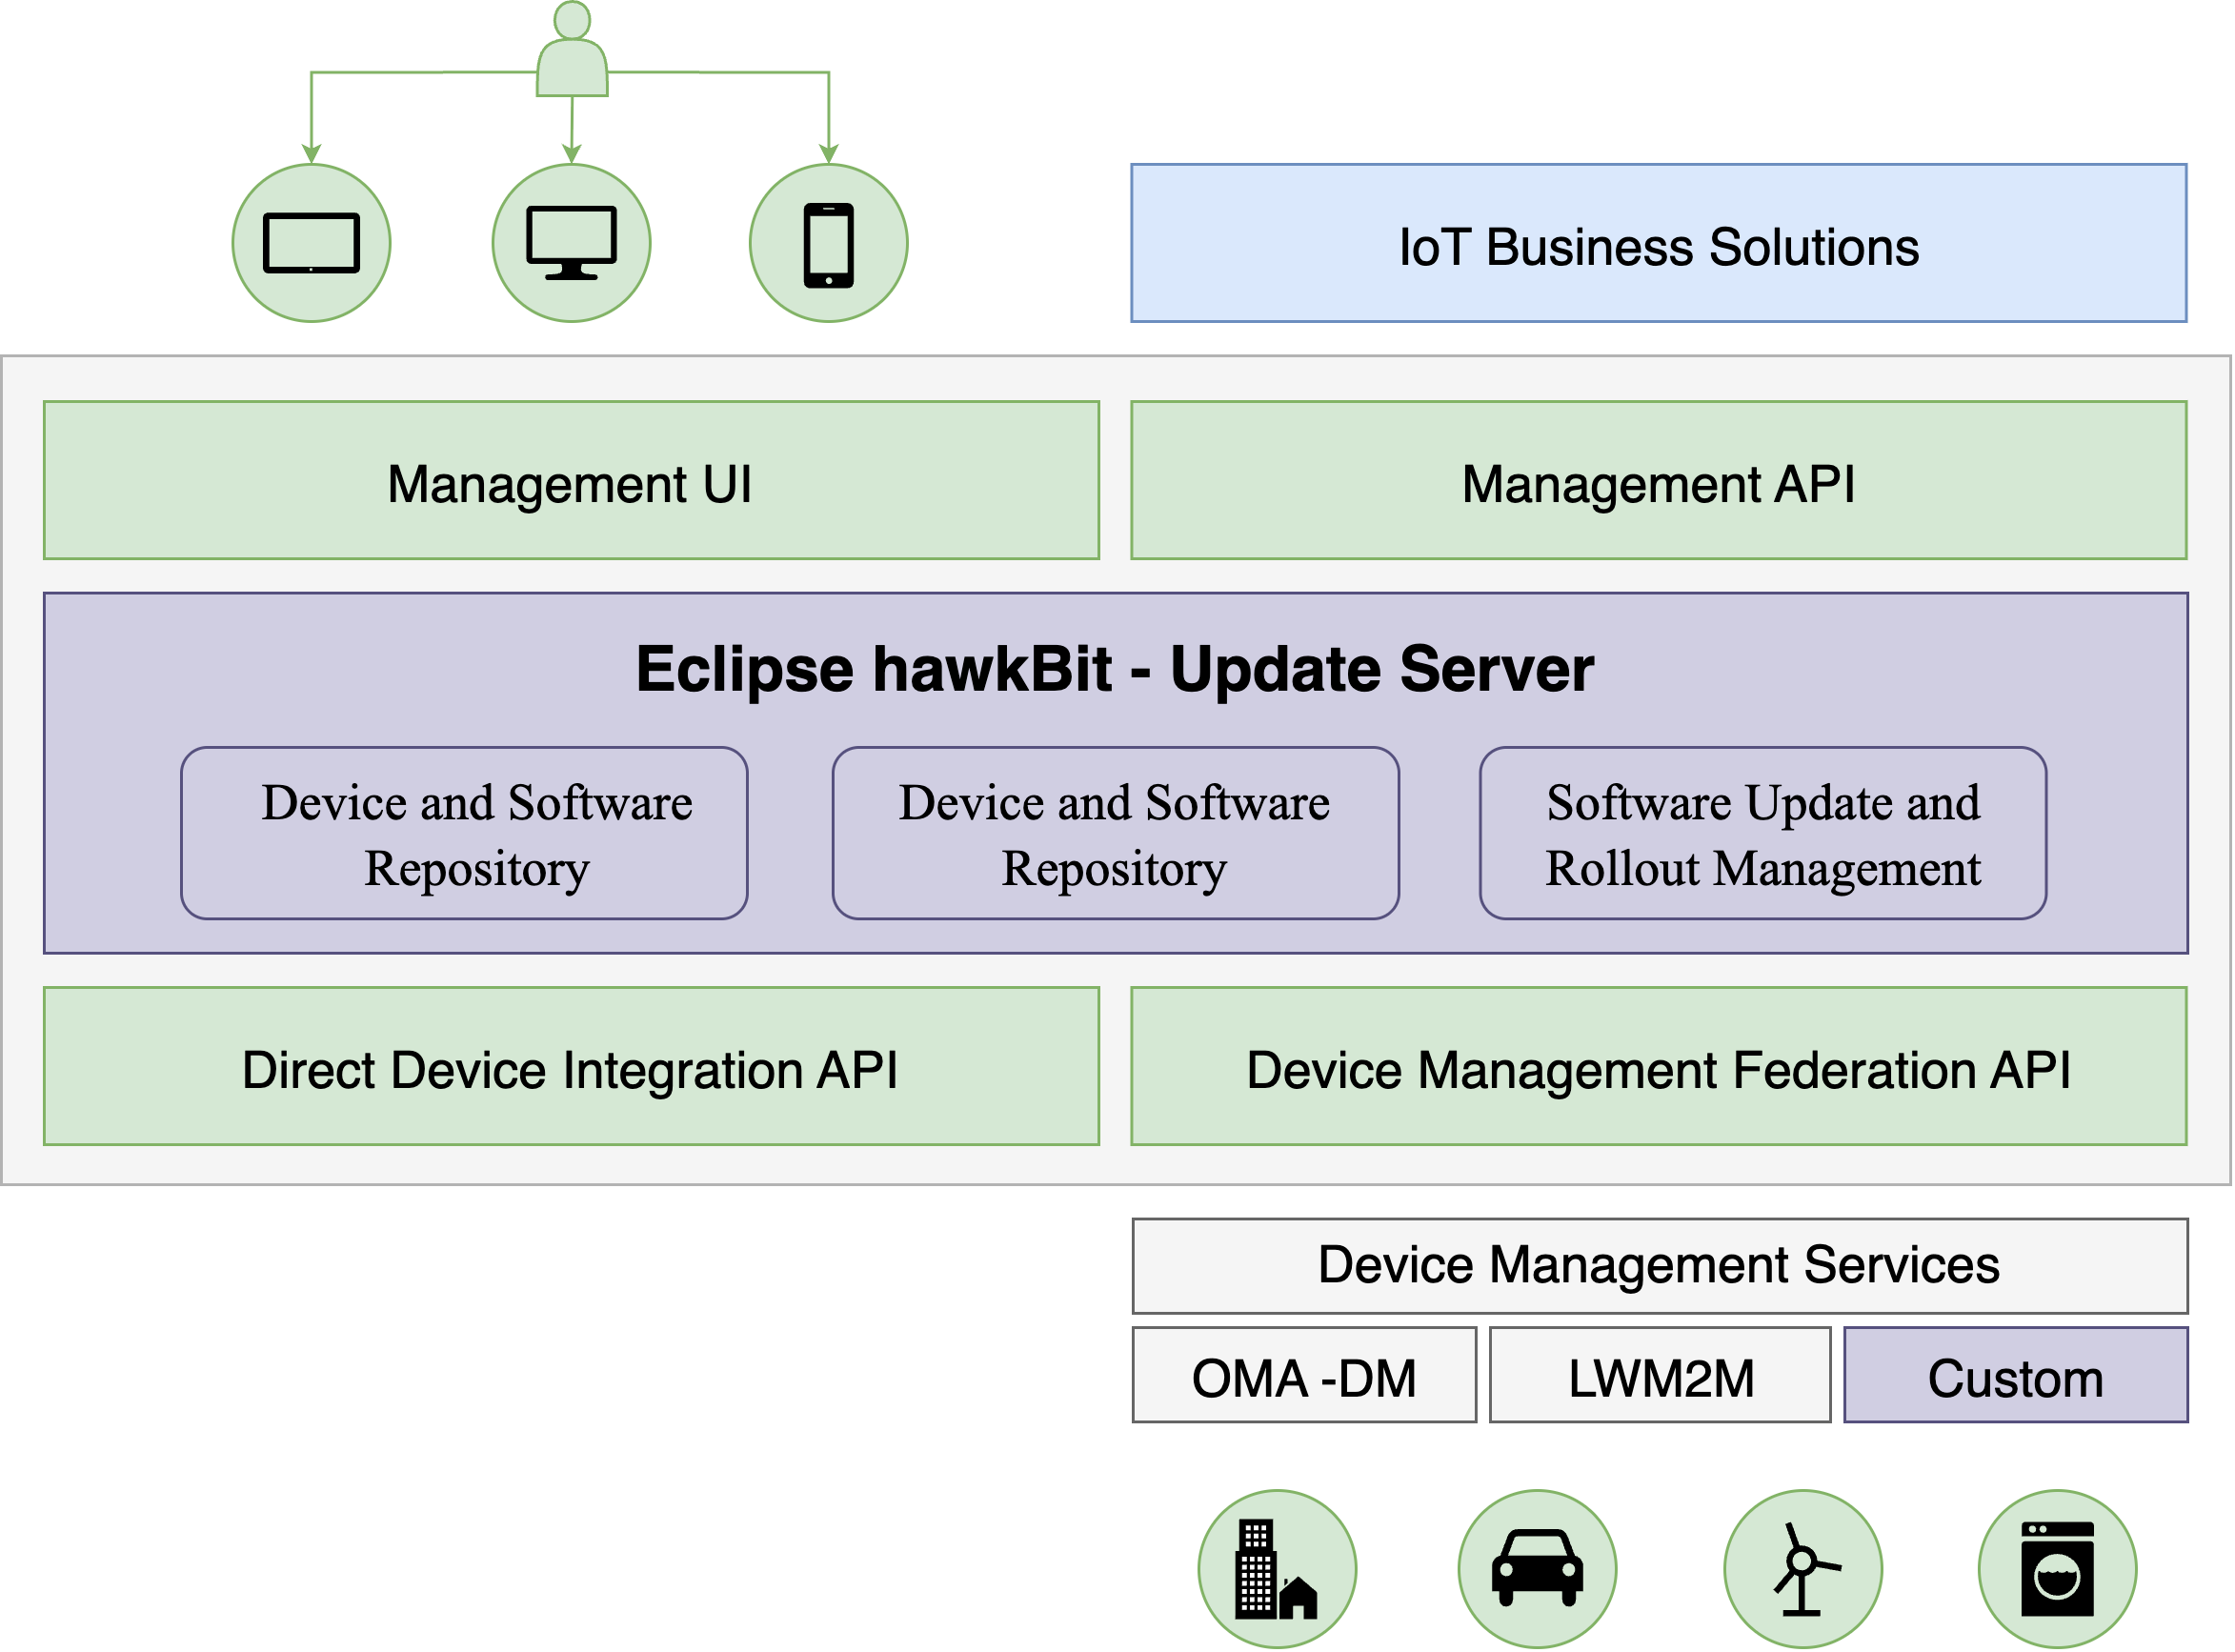 IoT Business Solutions
Management UI
Management API
Eclipse hawkBit - Update Server
Device and Software
Repository
Device and Software
Repository
Software Update and
Rollout Management
Direct Device Integration API
Device Management Federation API
Device Management Services
OMA -DM
LWM2M
Custom